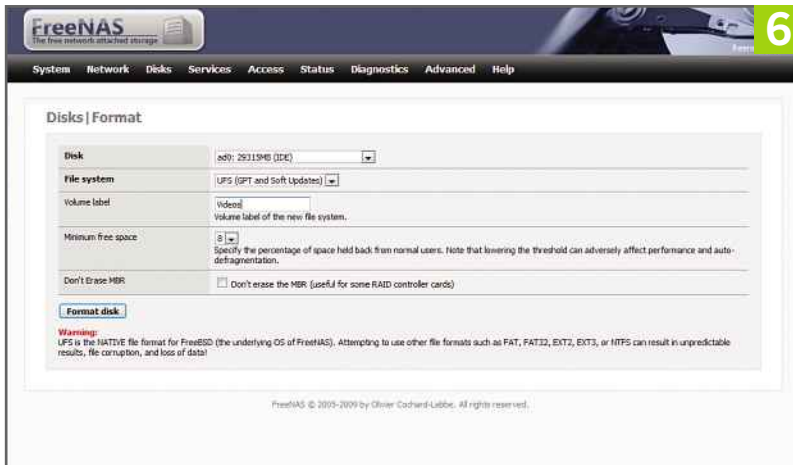 FreeNAS
The free network attached storage
6
System Network Disks Services Access Status Diagnostics Advanced Help
Disks|Format
Disk
ad0: 29315MB (IDE)
File system
UFS (GPT and Soft Updates)
Volume label
Videos
Volume label of the new file system.
Minimum free space
8
Specify the percentage of space held back from normal users. Note that lowering the threshold can adversely affect performance and auto-
defragmentation.
Don't Erase MBR
Don't erase the MBR (useful for some RAID controller cards)
Format disk
Warning:
UFS is the NATIVE file format for FreeBSD (the underlying OS of FreeNAS). Attempting to use other file formats such as FAT, FAT32, EXT2, EXT3, or NTFS can result in unpredictable
results, file corruption, and loss of data!
FreeNAS © 2005-2009 by Olivier Cochard-Labbe. All rights reserved.